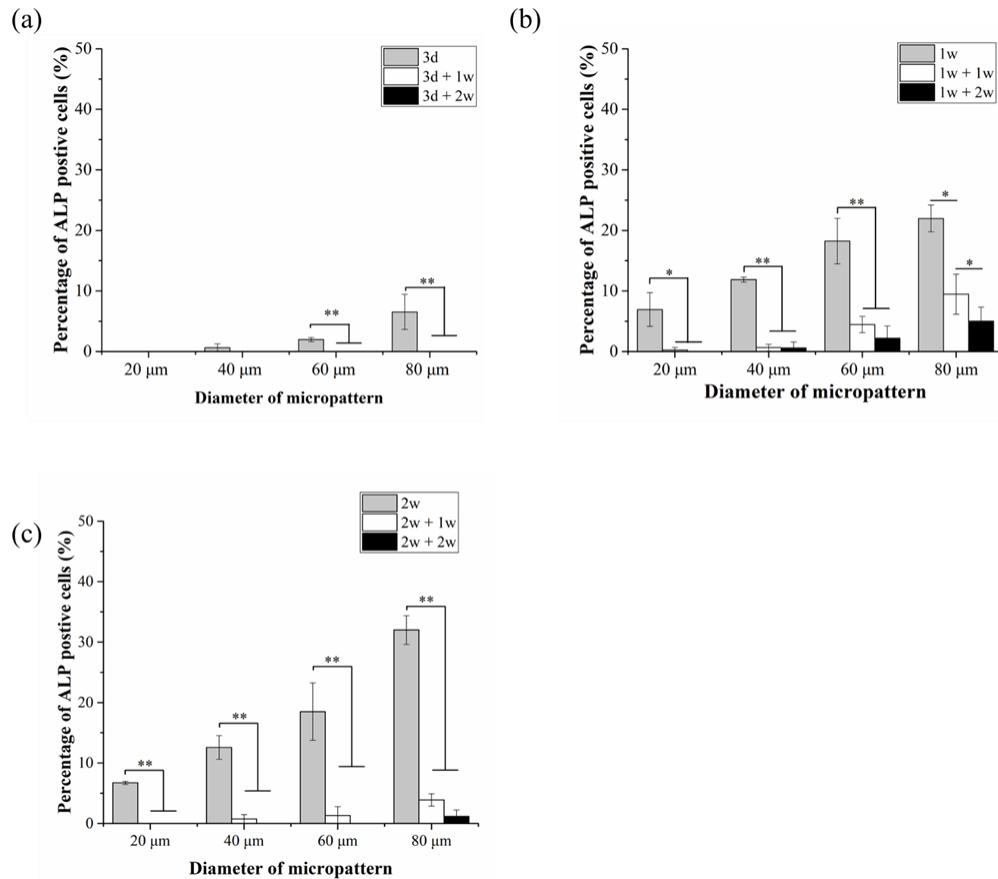 (a)
Percentage of ALP postive cells (%)
50
40
30
20
10
0
3d
3d + 1w
3d + 2w
**
**
20 μm 40 μm 60 μm 80 μm
Diameter of micropattern
(b)
Percentage of ALP positive cells (%)
50
40
30
20
10
0
1w
1w + 1w
1w + 2w
*
**
**
*
*
20 μm 40 μm 60 μm 80 μm
Diameter of micropattern
(c)
Percentage of ALP postive cells (%)
50
40
30
20
10
0
2w
2w + 1w
2w + 2w
**
**
**
**
20 μm 40 μm 60 μm 80 μm
Diameter of micropattern